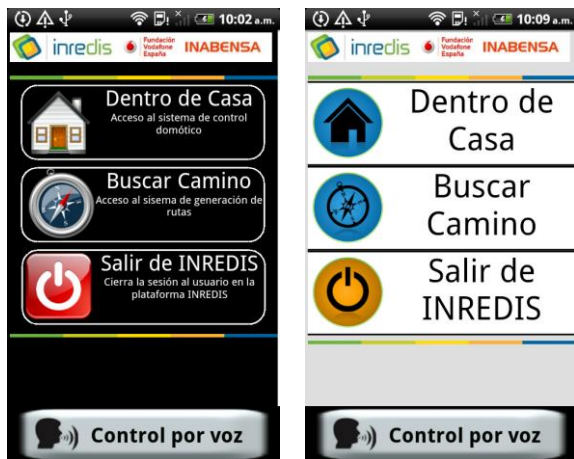 10:02 a.m.
inredis
Fundación
Vodafone
España
INABENSA
Dentro de Casa
Acceso al sistema de control
domótico
Buscar Camino
Acceso al sisema de generación de
rutas
Salir de INREDIS
Cierra la sesión al usuario en la
plataforma INREDIS
Control por voz
10:09 a.m.
inredis
Fundación
Vodafone
España
INABENSA
Dentro de
Casa
Buscar
Camino
Salir de
INREDIS
Control por voz